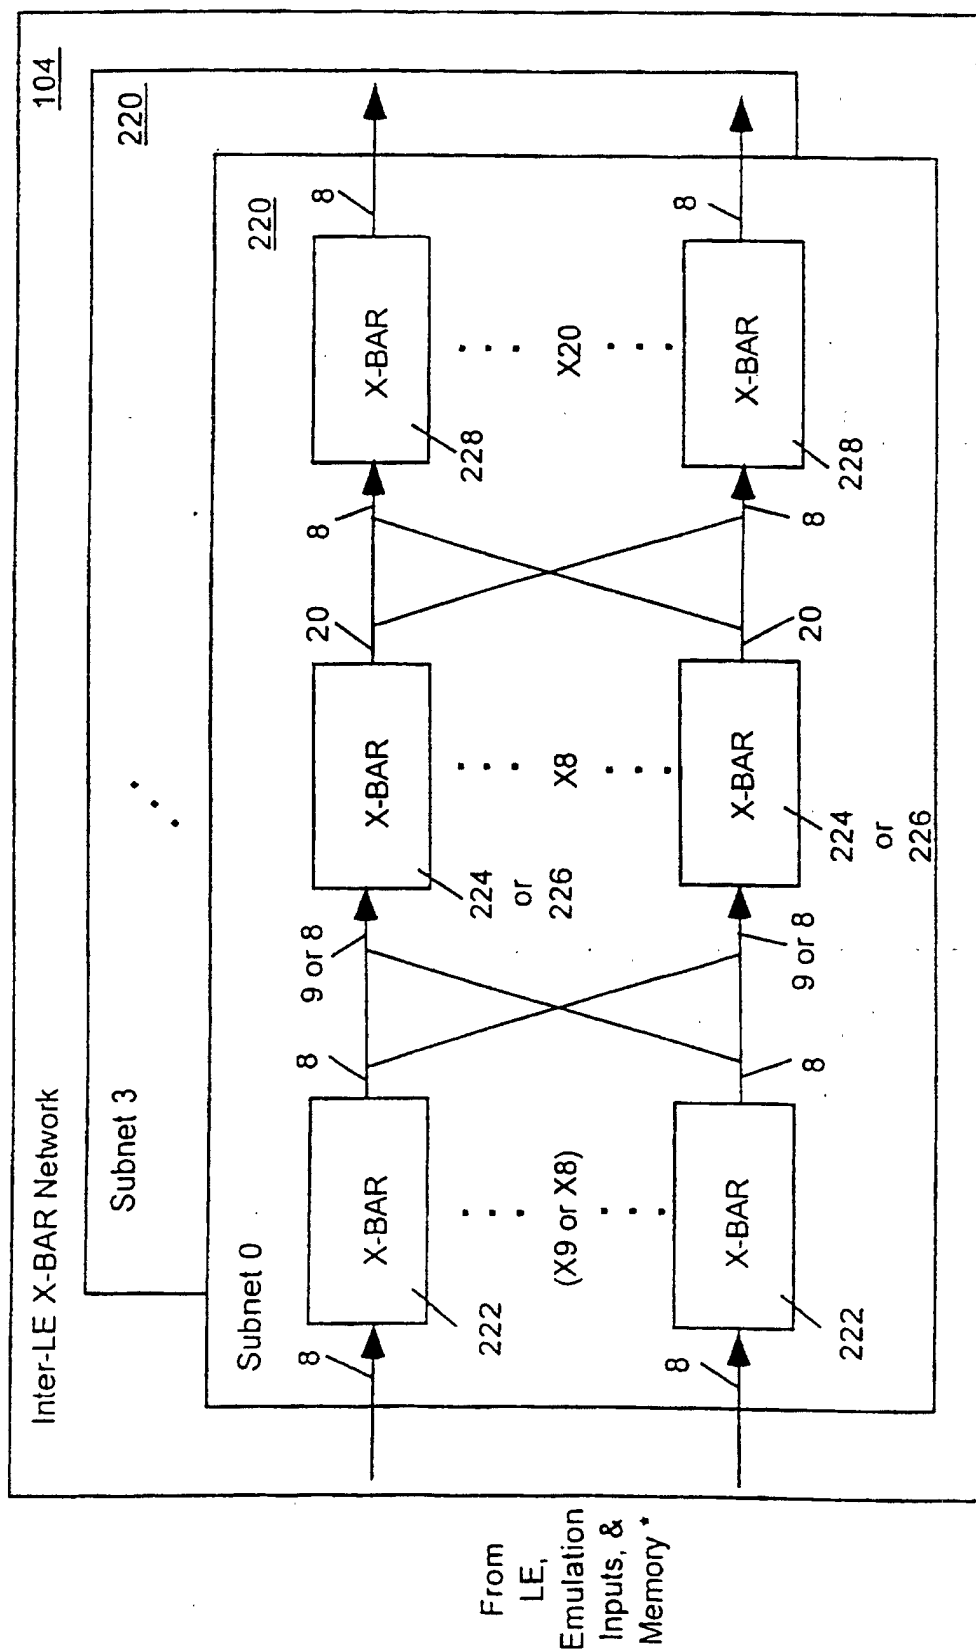 Inter-LE X-BAR Network
104
Subnet 3
220
Subnet 0
220
8
X-BAR
222
8
9 or 8
X-BAR
224
or
226
20
8
X-BAR
228
8
(X9 or X8)
X8
X20
8
X-BAR
222
8
9 or 8
X-BAR
224
or
226
20
8
X-BAR
228
8
From
LE,
Emulation
Inputs, &
Memory*